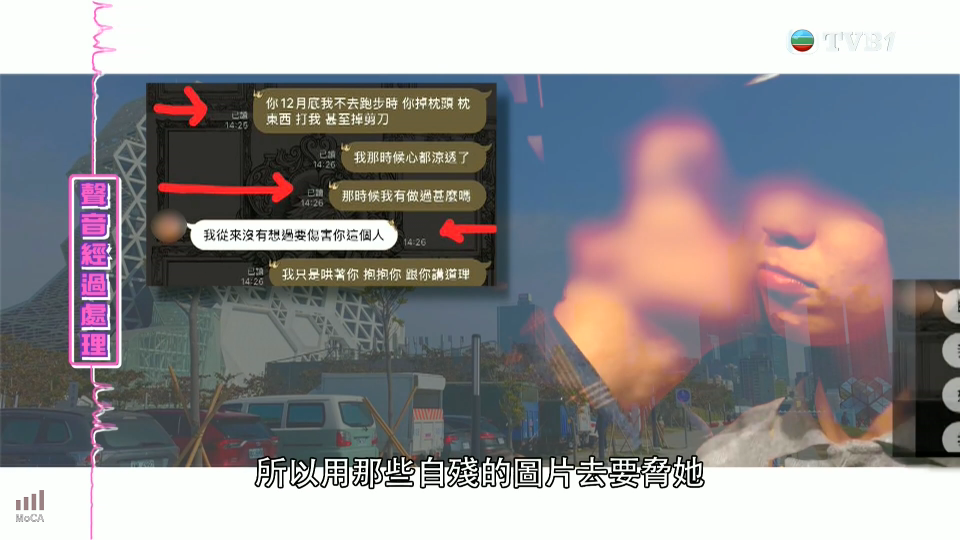 TVB1
你12月底我不去跑步時 你掉枕頭 枕
東西 打我 甚至掉剪刀
已讀
14:25
我那時候心都涼透了
已讀
14:26
那時候我有做過甚麼嗎
已讀
14:26
我從來沒有想過要傷害你這個人
14:26
我只是哄著你 抱抱你 跟你講道理
已讀
14:26
聲音經過處理
所以用那些自殘的圖片去要脅她
MoCA